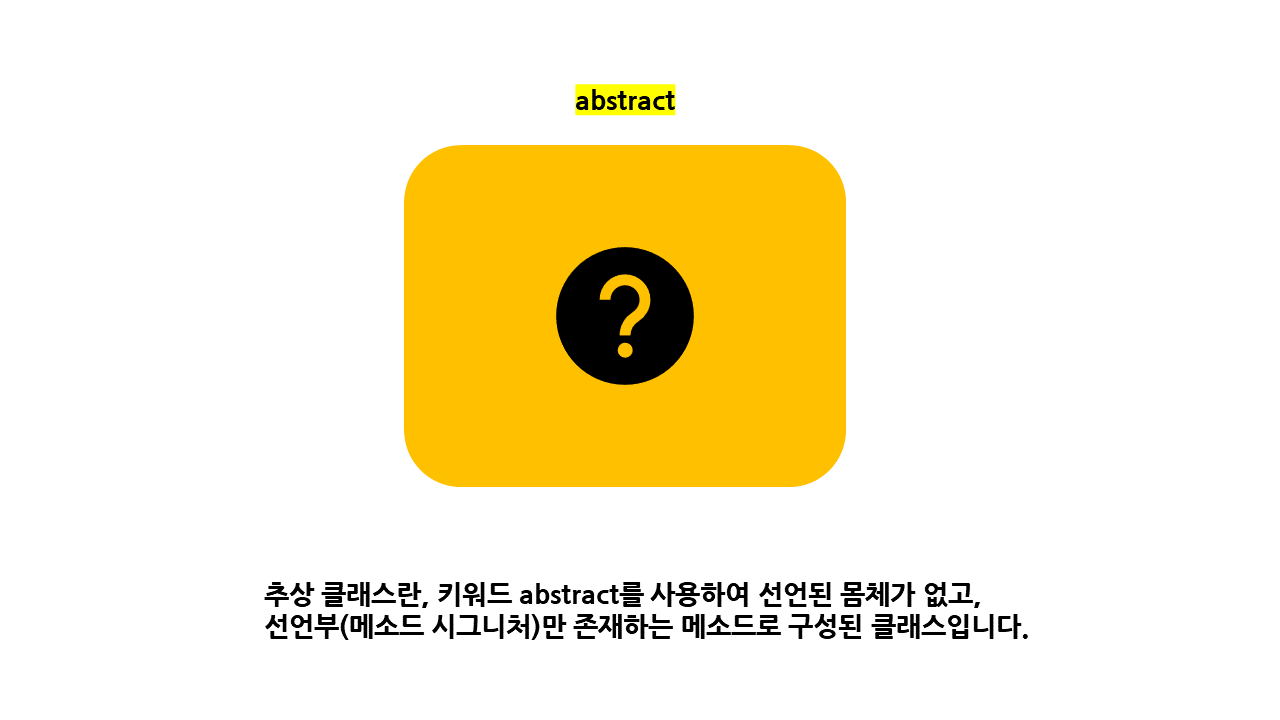 abstract
?
추상 클래스란, 키워드 abstract를 사용하여 선언된 몸체가 없고,
선언부(메소드 시그니처)만 존재하는 메소드로 구성된 클래스입니다.